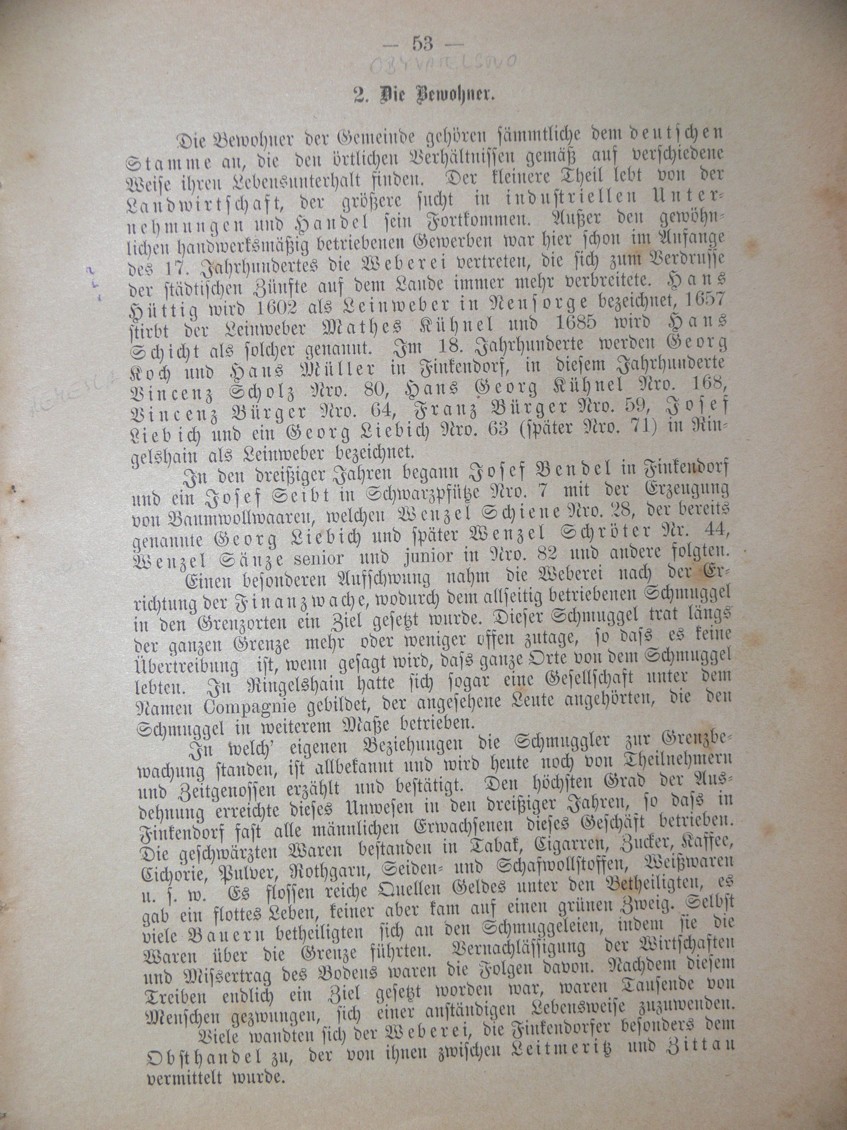 — 53 —
OBYVATELSTVO
2. Die Bewohner.
Die Bewohner der Gemeinde gehören sämmtliche dem deutschen
Stamme an, die den örtlichen Verhältnissen gemäß auf verschiedene
Weise ihren Lebensunterhalt finden. Der kleinere Theil lebt von der
Landwirtschaft, der größere sucht in industriellen Unter-
nehmungen und Handel sein Fortkommen. Außer den gewöhn-
lichen handwerksmäßig betriebenen Gewerben war hier schon im Anfange
des 17. Jahrhundertes die Weberei vertreten, die sich zum Verdrusse
der städtischen Zünfte auf dem Lande immer mehr verbreitete. Hans
Hüttig wird 1602 als Leinweber in Neusorge bezeichnet, 1657
stirbt der Leinweber Mathes Kühnel und 1685 wird Hans
Schicht als solcher genannt. Im 18. Jahrhunderte werden Georg
Koch und Hans Müller in Finkendorf, in diesem Jahrhunderte
Vincenz Scholz Nro. 80, Hans Georg Kühnel Nro. 168,
Vincenz Bürger Nro. 64, Franz Bürger Nro. 59, Josef
Liebich und ein Georg Liebich Nro. 63 (später Nro. 71) in Rin-
gelshain als Leinweber bezeichnet.
In den dreißiger Jahren begann Josef Bendel in Finkendorf
und ein Josef Seibt in Schwarzpfütze Nro. 7 mit der Erzeugung
von Baumwollwaaren, welchen Wenzel Schiene Nro. 28, der bereits
genannte Georg Liebich und später Wenzel Schröter Nr. 44,
Wenzel Sänze senior und junior in Nro. 82 und andere folgten.
Einen besonderen Aufschwung nahm die Weberei nach der Er-
richtung der Finanzwache, wodurch dem allseitig betriebenen Schmuggel
in den Grenzorten ein Ziel gesetzt wurde. Dieser Schmuggel trat längs
der ganzen Grenze mehr oder weniger offen zutage, so dass es keine
Übertreibung ist, wenn gesagt wird, dass ganze Orte von dem Schmuggel
lebten. In Ringelshain hatte sich sogar eine Gesellschaft unter dem
Namen Compagnie gebildet, der angesehene Leute angehörten, die den
Schmuggel in weiterem Maße betrieben.
In welch' eigenen Beziehungen die Schmuggler zur Grenzbe-
wachung standen, ist allbekannt und wird heute noch von Theilnehmern
und Zeitgenossen erzählt und bestätigt. Den höchsten Grad der Aus-
dehnung erreichte dieses Unwesen in den dreißiger Jahren, so dass in
Finkendorf fast alle männlichen Erwachsenen dieses Geschäft betrieben.
Die geschwärzten Waren bestanden in Tabak, Cigarren, Zucker, Kaffee,
Cichorie, Pulver, Rothgarn, Seiden- und Schafwollstoffen, Weißwaren
u. s. w. Es flossen reiche Quellen Geldes unter den Betheiligten, es
gab ein flottes Leben, keiner aber kam auf einen grünen Zweig. Selbst
viele Bauern betheiligten sich an den Schmuggeleien, indem sie die
Waren über die Grenze führten. Vernachlässigung der Wirtschaften
und Missertrag des Bodens waren die Folgen davon. Nachdem diesem
Treiben endlich ein Ziel gesetzt worden war, waren Tausende von
Menschen gezwungen, sich einer anständigen Lebensweise zuzuwenden.
Viele wandten sich der Weberei, die Finkendorfer besonders dem
Obsthandel zu, der von ihnen zwischen Leitmeritz und Zittau
vermittelt wurde.